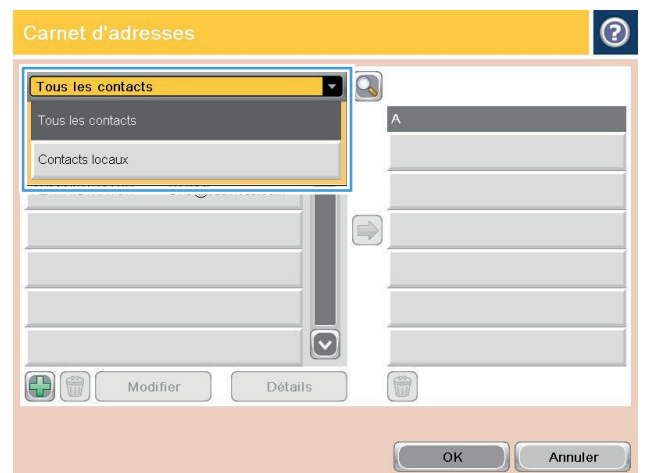 Carnet d'adresses
Tous les contacts
Tous les contacts
A
Contacts locaux
Modifier
Détails
OK
Annuler